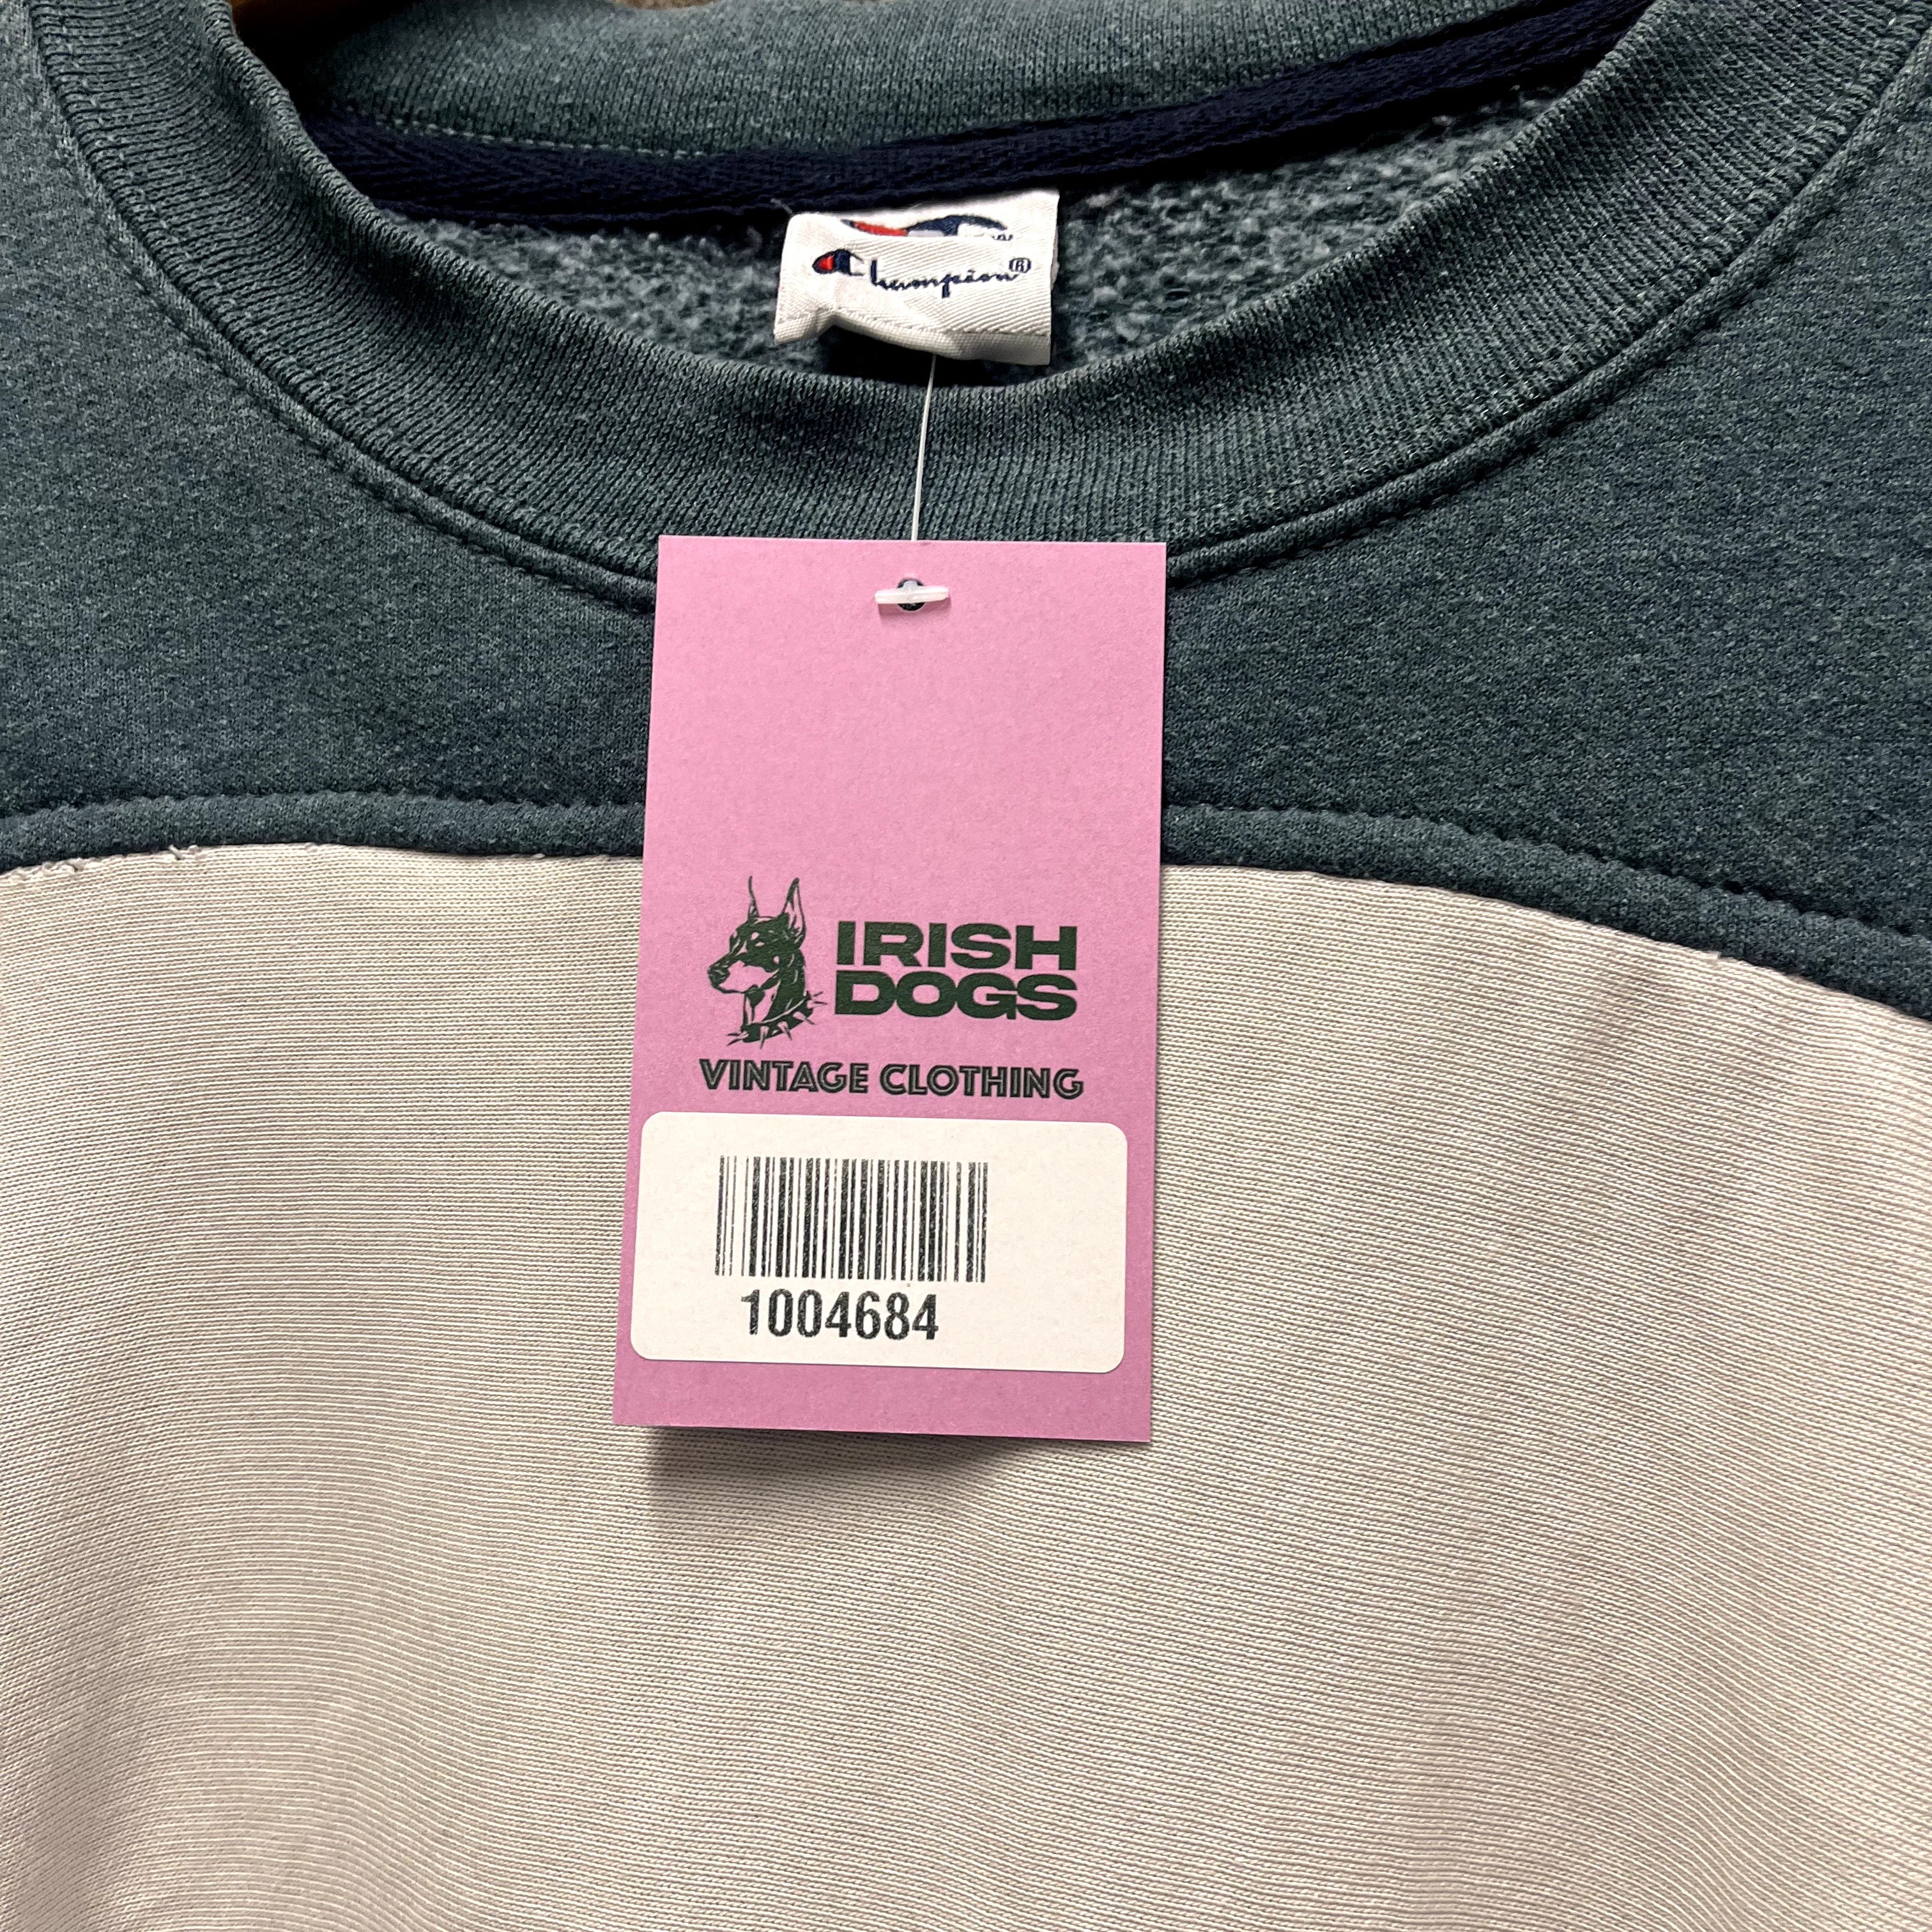 Champion®
IRISH
DOGS
VINTAGE CLOTHING
1004684